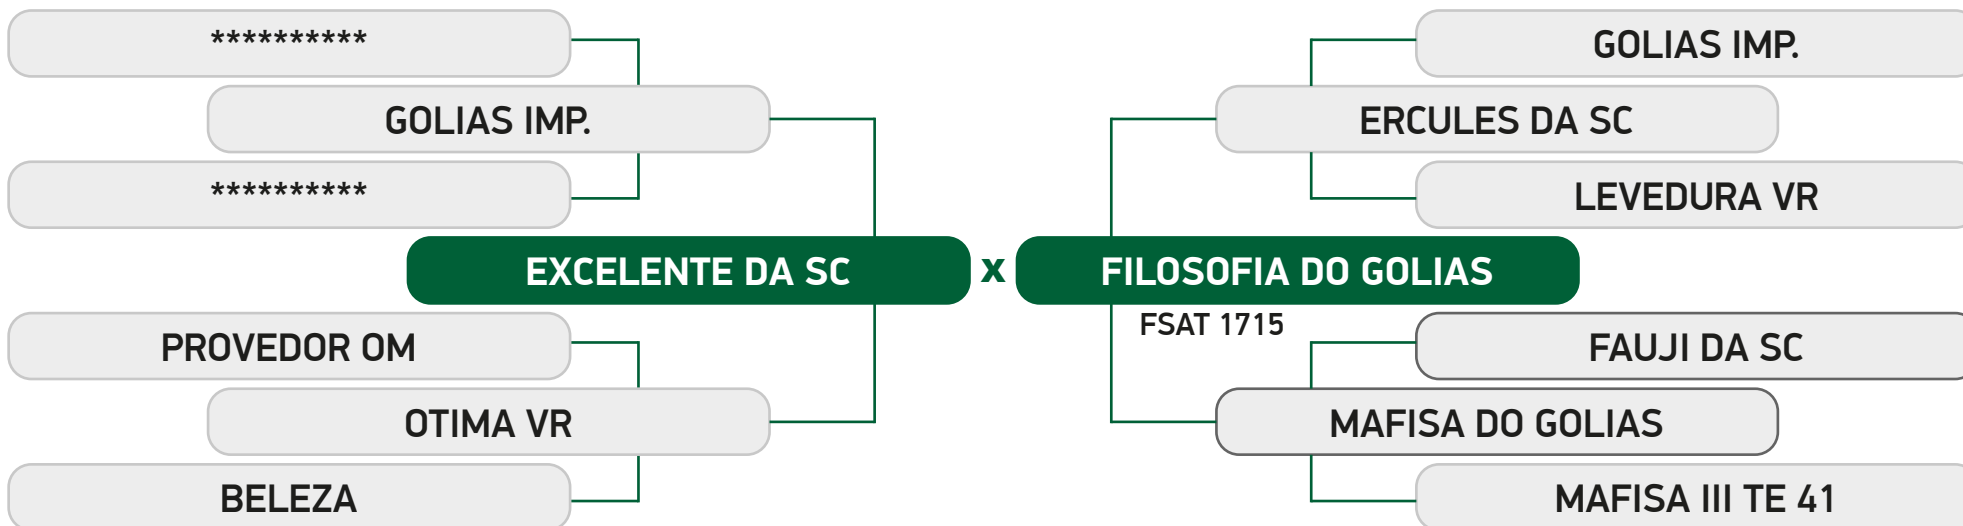 **********
GOLIAS IMP.
**********
EXCELENTE DA SC
PROVEDOR OM
OTIMA VR
BELEZA
x
GOLIAS IMP.
ERCULES DA SC
LEVEDURA VR
FILOSOFIA DO GOLIAS
FSAT 1715
FAUJI DA SC
MAFISA DO GOLIAS
MAFISA III TE 41